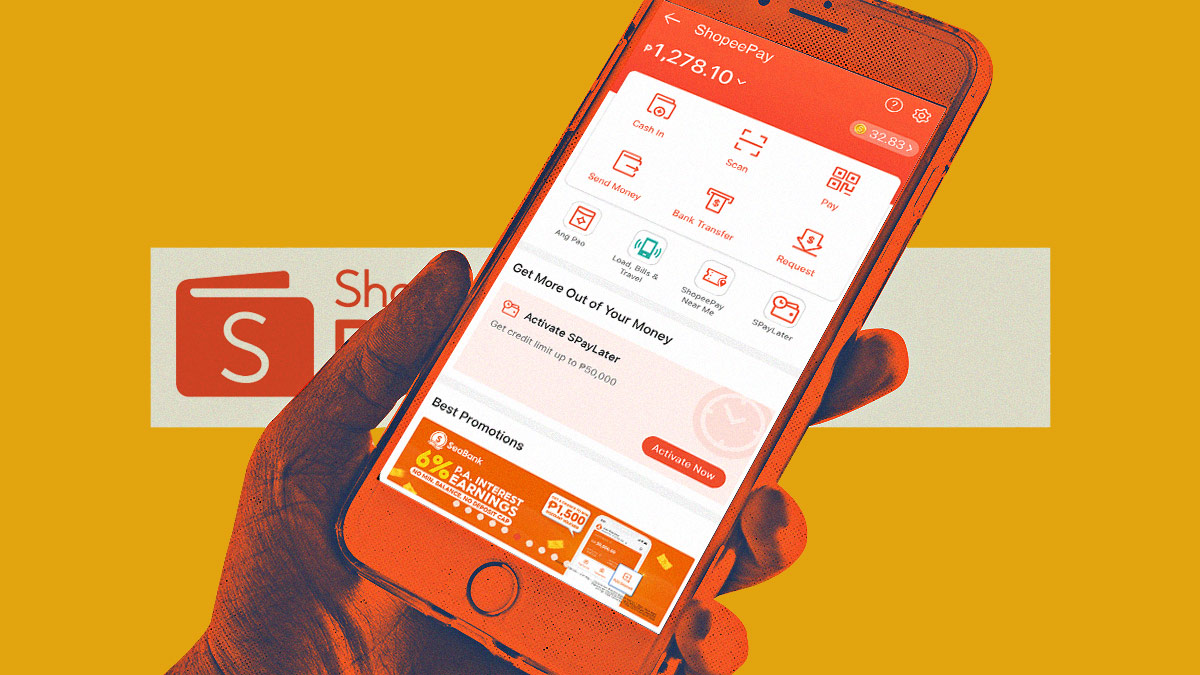 ShopeePay
₱1,278.10
32.83
Cash In
Scan
Pay
Send Money
Bank Transfer
Request
Ang Pao
Load, Bills &
Travel
ShopeePay
Near Me
SPayLater
Get More Out of Your Money
Activate SPayLater
Get credit limit up to ₱50,000
Activate Now
Best Promotions
SeaBank
6% P.A. INTEREST
EARNINGS
NO MIN. BALANCE, NO DEPOSIT CAP
₱1,500
S
Sho